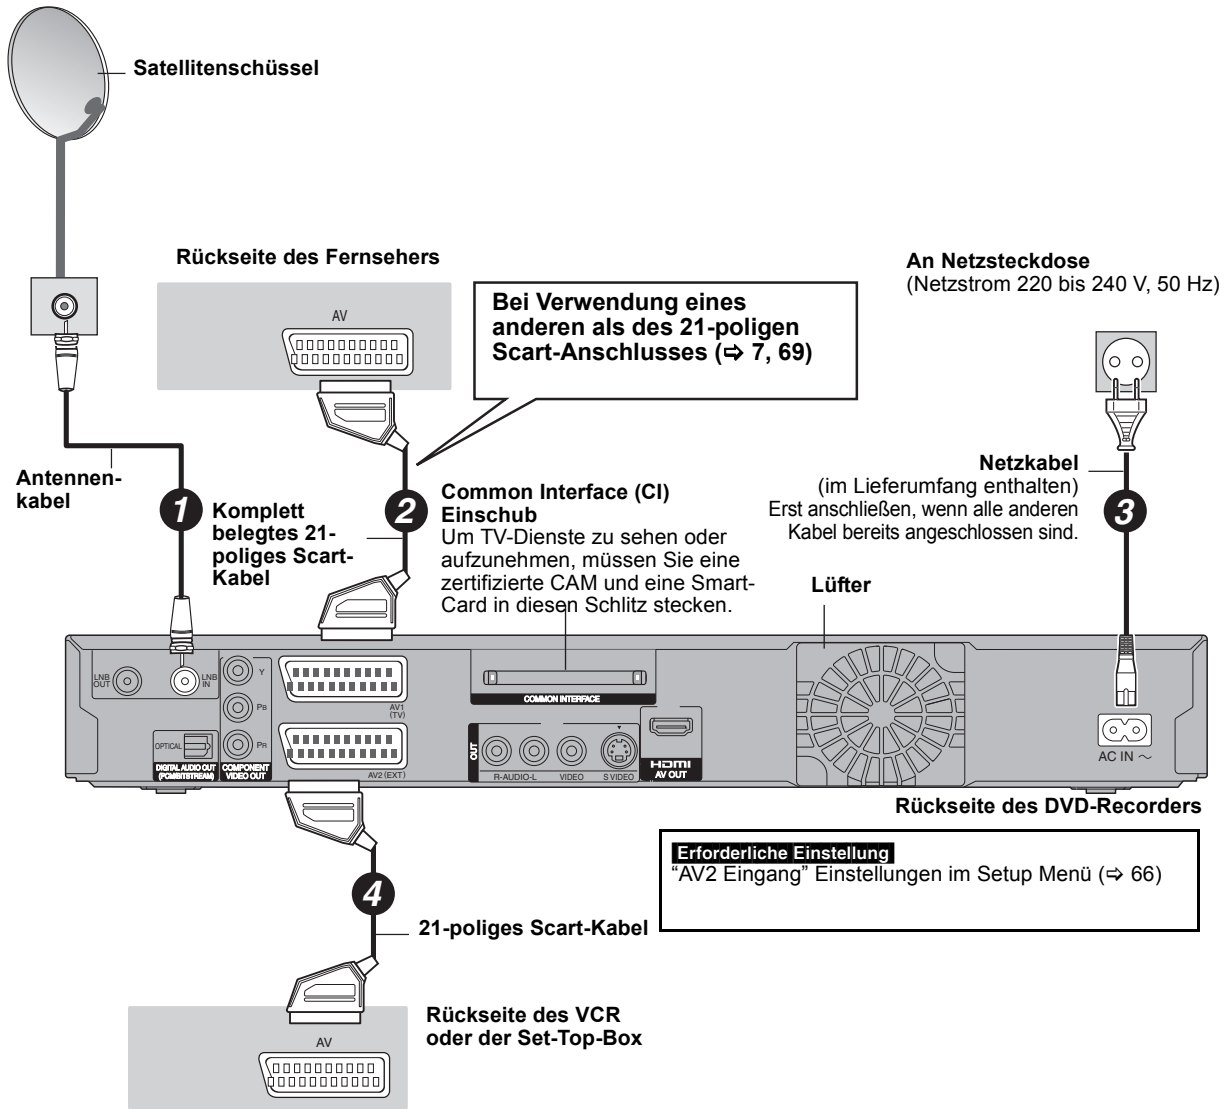 Satellitenschüssel
Rückseite des Fernsehers
AV
Bei Verwendung eines
anderen als des 21-poligen
Scart-Anschlusses (⇨ 7, 69)
An Netzsteckdose
(Netzstrom 220 bis 240 V, 50 Hz)
Antennen-
kabel
1
Komplett
belegtes 21-
poliges Scart-
Kabel
2
Common Interface (CI)
Einschub
Um TV-Dienste zu sehen oder
aufzunehmen, müssen Sie eine
zertifizierte CAM und eine Smart-
Card in diesen Schlitz stecken.
Netzkabel
(im Lieferumfang enthalten)
Erst anschließen, wenn alle anderen
Kabel bereits angeschlossen sind.
3
Lüfter
LNB
OUT
LNB
IN
Y
PB
PR
AV1
(TV)
COMMON INTERFACE
OPTICAL
DIGITAL AUDIO OUT
(PCM/BITSTREAM)
COMPONENT
VIDEO OUT
AV2 (EXT)
OUT
R-AUDIO-L
VIDEO
S VIDEO
HDMI
AV OUT
AC IN ～
Rückseite des DVD-Recorders
Erforderliche Einstellung
“AV2 Eingang” Einstellungen im Setup Menü (⇨ 66)
4
21-poliges Scart-Kabel
Rückseite des VCR
oder der Set-Top-Box
AV